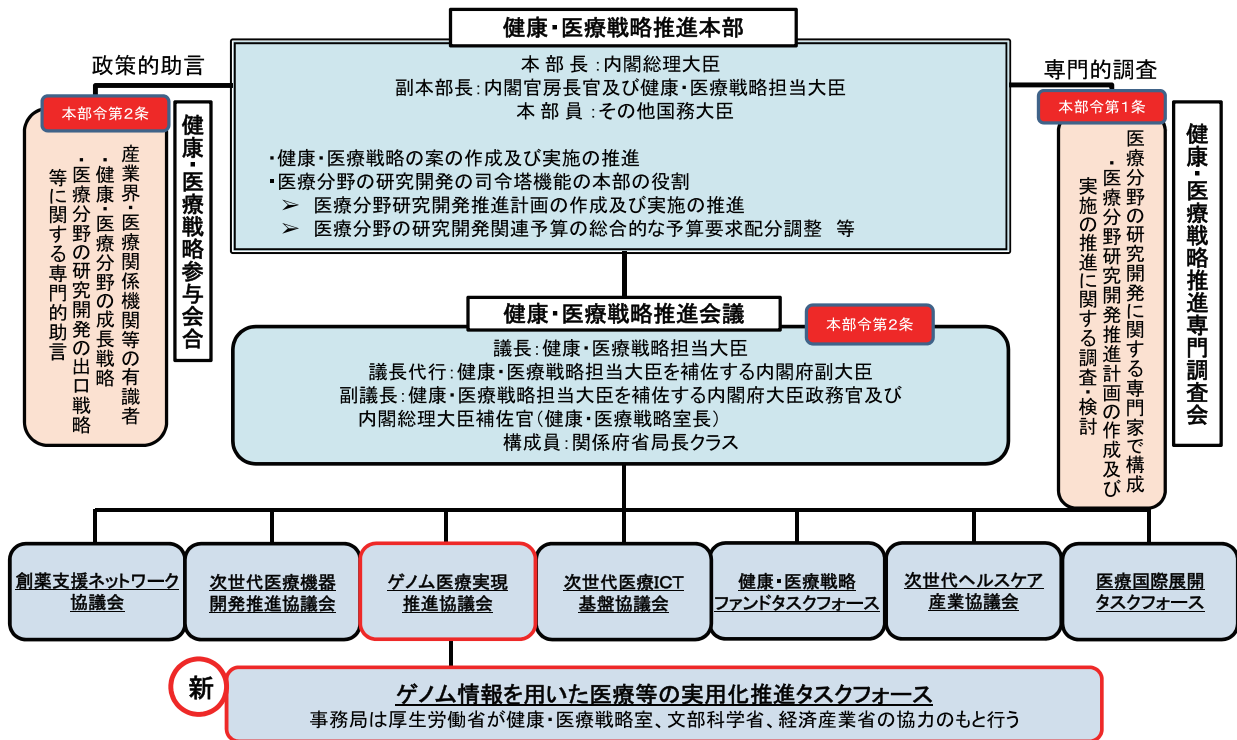 健康・医療戦略推進本部
本 部 長：内閣総理大臣
副本部長：内閣官房長官及び健康・医療戦略担当大臣
本 部 員：その他国務大臣
・健康・医療戦略の案の作成及び実施の推進
・医療分野の研究開発の司令塔機能の本部の役割
➢ 医療分野研究開発推進計画の作成及び実施の推進
➢ 医療分野の研究開発関連予算の総合的な予算要求配分調整 等
政策的助言
本部令第2条
健康・医療戦略参与会合
産業界・医療関係機関等の有識者
・健康・医療分野の成長戦略
・医療分野の研究開発の出口戦略
等に関する専門的助言
専門的調査
本部令第1条
健康・医療戦略推進専門調査会
医療分野の研究開発に関する専門家で構成
・医療分野研究開発推進計画の作成及び
実施の推進に関する調査・検討
健康・医療戦略推進会議
本部令第2条
議長：健康・医療戦略担当大臣
議長代行：健康・医療戦略担当大臣を補佐する内閣府副大臣
副議長：健康・医療戦略担当大臣を補佐する内閣府大臣政務官及び
内閣総理大臣補佐官（健康・医療戦略室長）
構成員：関係府省局長クラス
創薬支援ネットワーク
協議会
次世代医療機器
開発推進協議会
ゲノム医療実現
推進協議会
次世代医療ICT
基盤協議会
健康・医療戦略
ファンドタスクフォース
次世代ヘルスケア
産業協議会
医療国際展開
タスクフォース
新
ゲノム情報を用いた医療等の実用化推進タスクフォース
事務局は厚生労働省が健康・医療戦略室、文部科学省、経済産業省の協力のもと行う